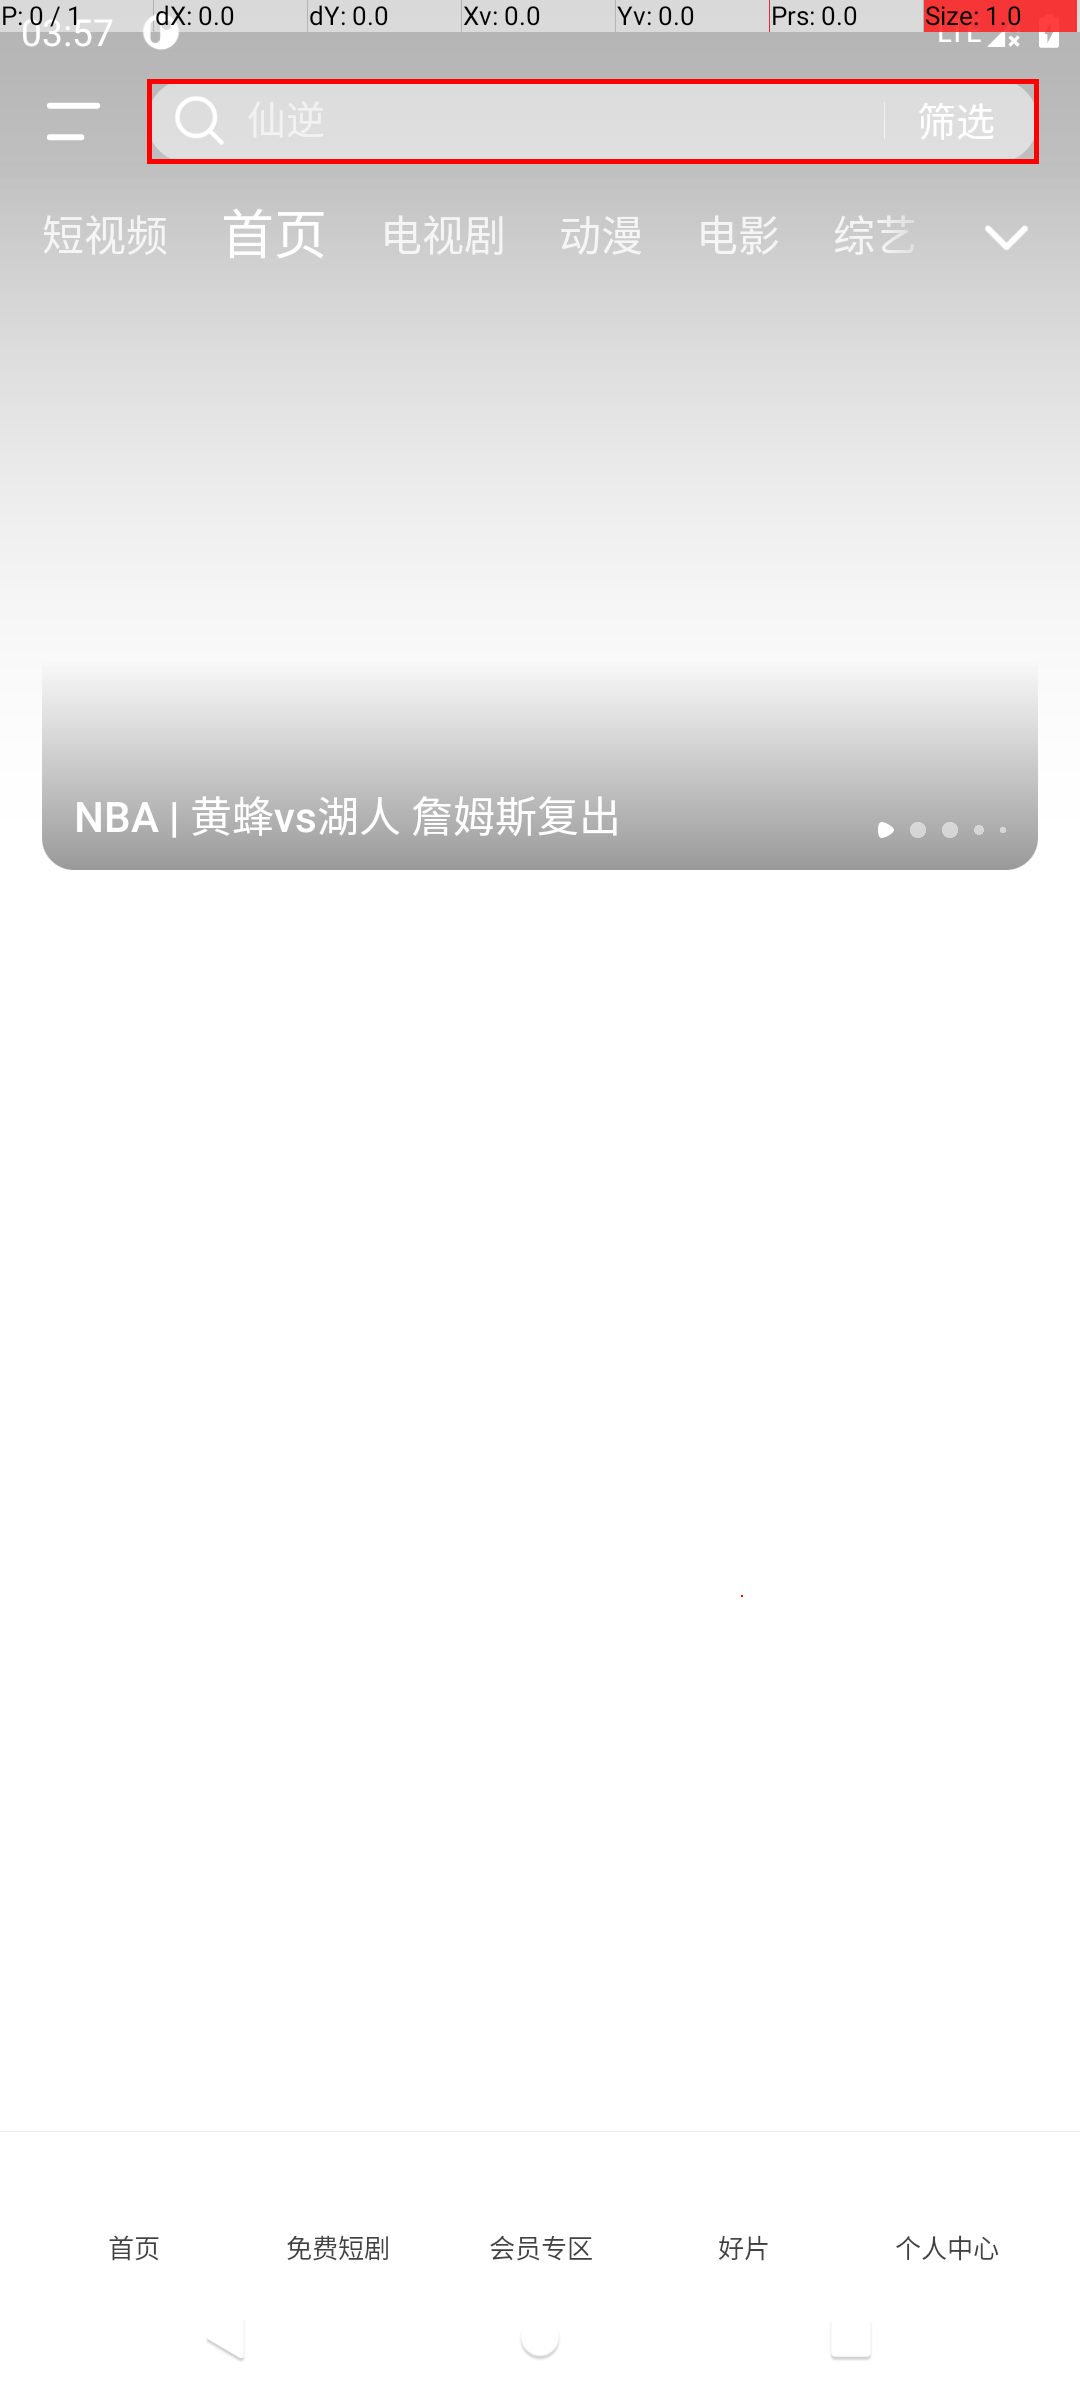 P: 0 / 1 dX: 0.0 dY: 0.0 Xv: 0.0 Yv: 0.0 Prs: 0.0 Size: 1.0
03:57 LTE
仙逆 筛选
短视频 首页 电视剧 动漫 电影 综艺
NBA | 黄蜂vs湖人 詹姆斯复出
首页 免费短剧 会员专区 好片 个人中心